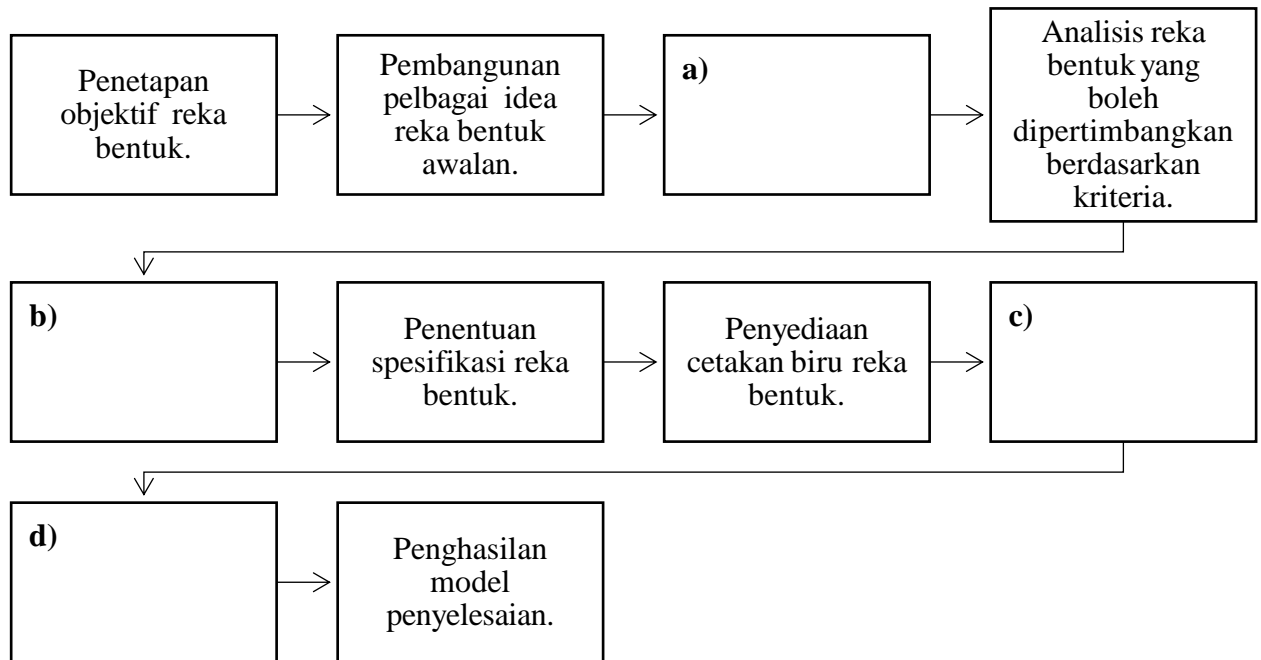 Penetapan
objektif reka
bentuk.
Pembangunan
pelbagai idea
reka bentuk
awalan.
a)
Analisis reka
bentuk yang
boleh
dipertimbangkan
berdasarkan
kriteria.
b)
Penentuan
spesifikasi reka
bentuk.
Penyediaan
cetakan biru reka
bentuk.
c)
d)
Penghasilan
model
penyelesaian.